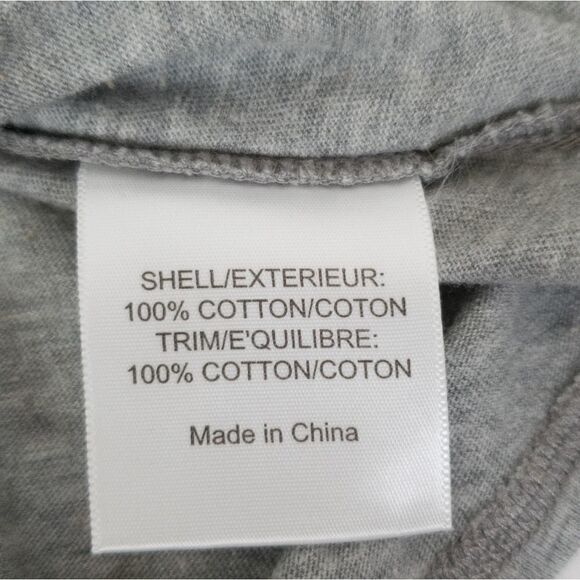 SHELL/EXTERIEUR:
100% COTTON/COTON
TRIM/E'QUILIBRE:
100% COTTON/COTON
Made in China